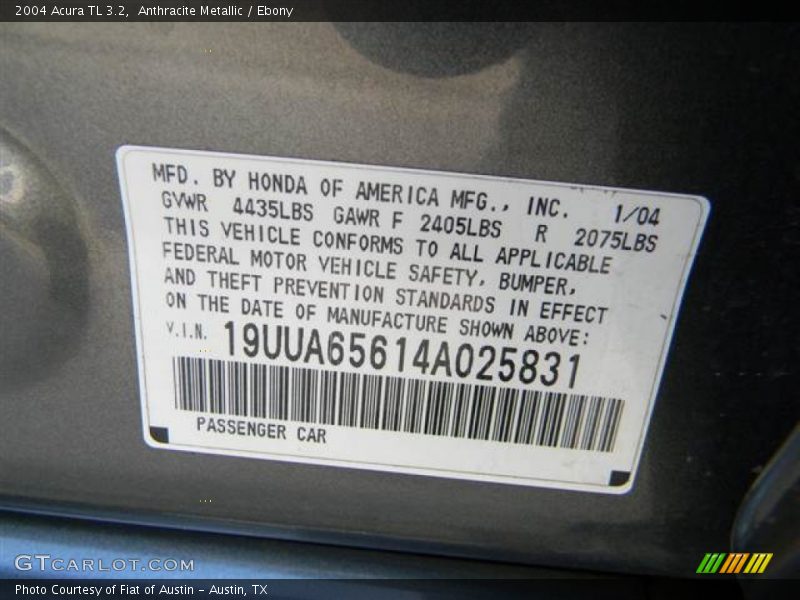 2004 Acura TL 3.2,  Anthracite Metallic / Ebony
MFD. BY HONDA OF AMERICA MFG., INC. 1/04
GVWR 4435LBS GAWR F 2405LBS R 2075LBS
THIS VEHICLE CONFORMS TO ALL APPLICABLE
FEDERAL MOTOR VEHICLE SAFETY, BUMPER,
AND THEFT PREVENTION STANDARDS IN EFFECT
ON THE DATE OF MANUFACTURE SHOWN ABOVE:
V.I.N. 19UUA65614A025831
PASSENGER CAR
GTCARLOT.COM
Photo Courtesy of Fiat of Austin - Austin, TX